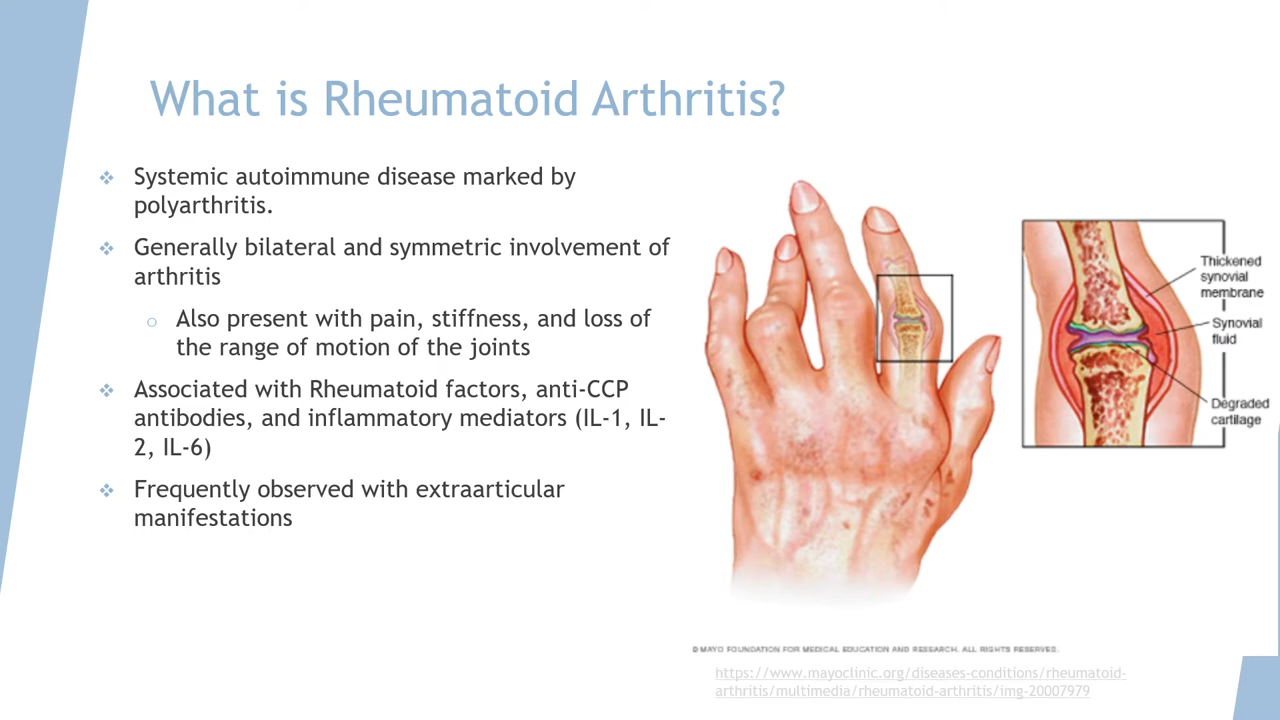 What is Rheumatoid Arthritis?
❖ Systemic autoimmune disease marked by
polyarthritis.
❖ Generally bilateral and symmetric involvement of
arthritis
o Also present with pain, stiffness, and loss of
the range of motion of the joints
❖ Associated with Rheumatoid factors, anti-CCP
antibodies, and inflammatory mediators (IL-1, IL-
2, IL-6)
❖ Frequently observed with extraarticular
manifestations
Thickened
synovial
membrane
Synovial
fluid
Degraded
cartilage
© MAYO FOUNDATION FOR MEDICAL EDUCATION AND RESEARCH. ALL RIGHTS RESERVED.
https://www.mayoclinic.org/diseases-conditions/rheumatoid-
arthritis/multimedia/rheumatoid-arthritis/img-20007979